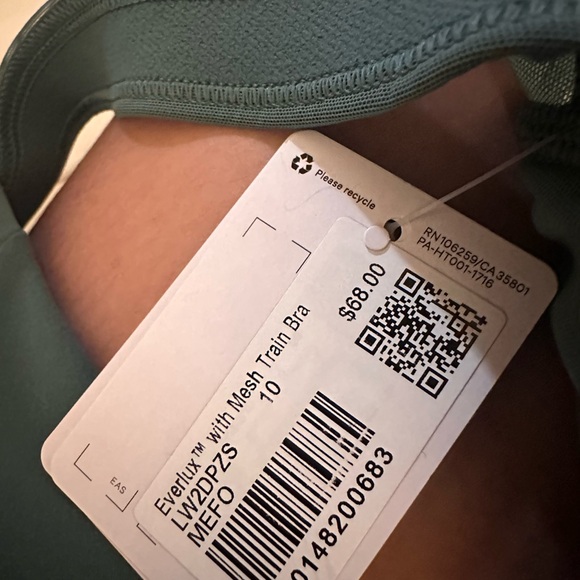 Please recycle
RN106259/CA35801
PA-HT001-1716
$68.00
Everlux™ with Mesh Train Bra
10
LW2DPZS
MEFO
0148200683
EAS